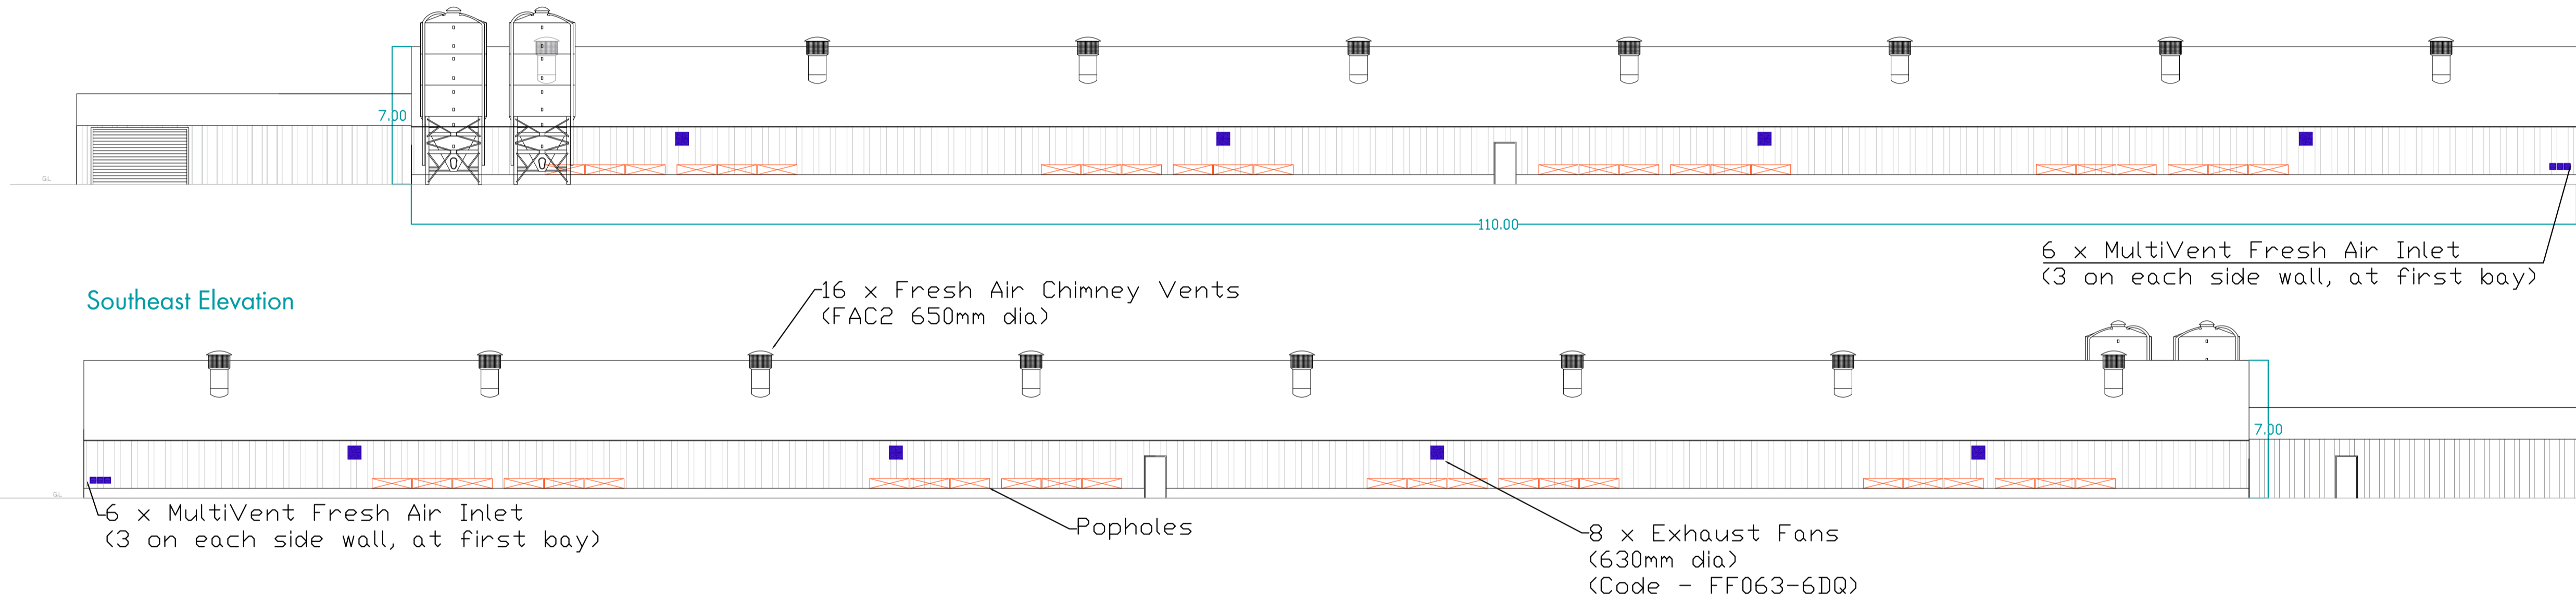 7.00
G.L
110.00
6 x MultiVent Fresh Air Inlet
(3 on each side wall, at first bay)
Southeast Elevation
16 x Fresh Air Chimney Vents
(FAC2 650mm dia)
7.00
G.L
6 x MultiVent Fresh Air Inlet
(3 on each side wall, at first bay)
Popholes
8 x Exhaust Fans
(630mm dia)
(Code - FF063-6DQ)